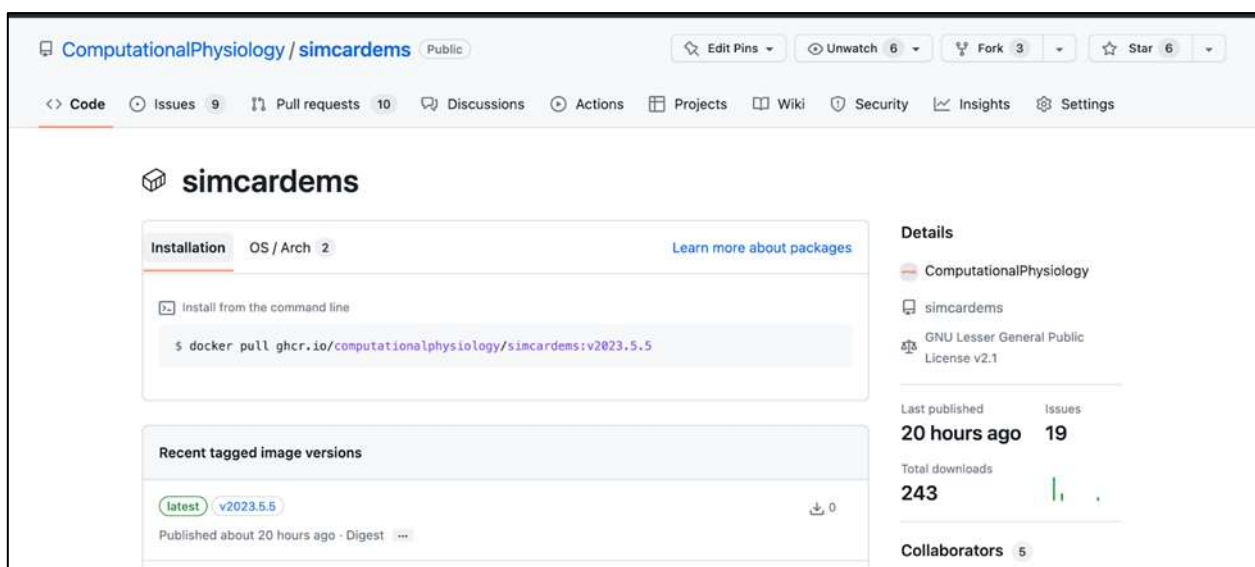 ComputationalPhysiology / simcardems Public Edit Pins Unwatch 6 Fork 3 Star 6
Code Issues 9 Pull requests 10 Discussions Actions Projects Wiki Security Insights Settings
simcardems
Installation OS / Arch 2 Learn more about packages
Install from the command line
$ docker pull ghcr.io/computationalphysiology/simcardems:v2023.5.5
Recent tagged image versions
latest v2023.5.5 0
Published about 20 hours ago · Digest ...
Details
ComputationalPhysiology
simcardems
GNU Lesser General Public
License v2.1
Last published Issues
20 hours ago 19
Total downloads
243
Collaborators 5